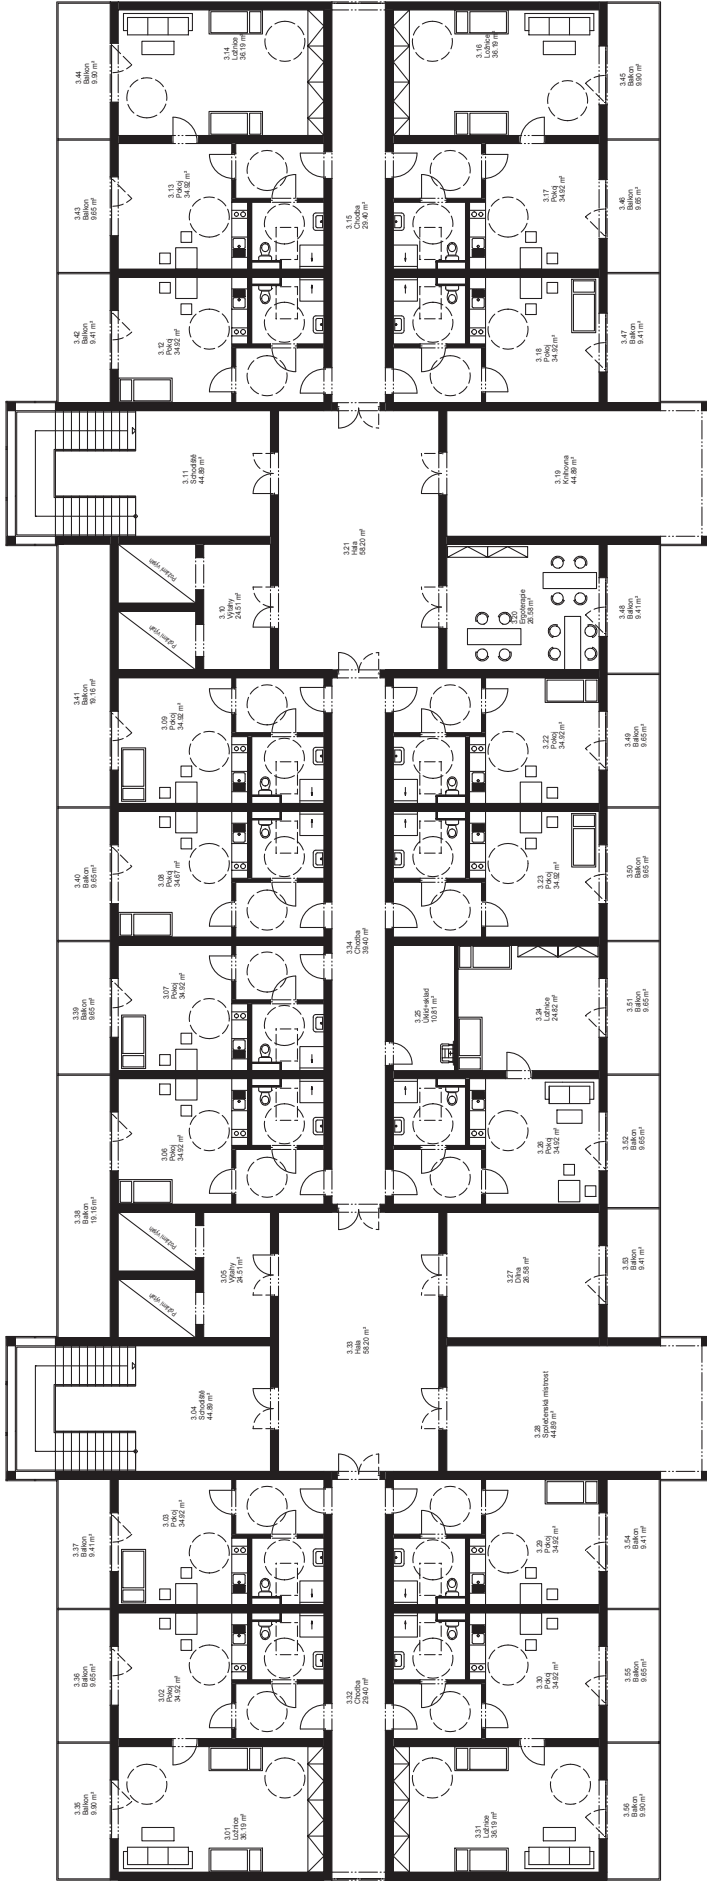 3.44
Balkon
9.90 m²
3.14
Ložnice
36.19 m²
3.16
Ložnice
36.19 m²
3.45
Balkon
9.90 m²
3.43
Balkon
9.65 m²
3.13
Pokoj
34.92 m²
3.15
Chodba
29.40 m²
3.17
Pokoj
34.92 m²
3.46
Balkon
9.65 m²
3.42
Balkon
9.41 m²
3.12
Pokoj
34.92 m²
3.18
Pokoj
34.92 m²
3.47
Balkon
9.41 m²
3.11
Schodiště
44.89 m²
3.21
Hala
58.20 m²
3.19
Knihovna
44.89 m²
Požární výtah
Požární výtah
3.10
Výtahy
24.51 m²
3.20
Ergoterapie
26.58 m²
3.48
Balkon
9.41 m²
3.41
Balkon
19.16 m²
3.09
Pokoj
34.92 m²
3.22
Pokoj
34.92 m²
3.49
Balkon
9.65 m²
3.40
Balkon
9.65 m²
3.08
Pokoj
34.67 m²
3.34
Chodba
39.40 m²
3.23
Pokoj
34.92 m²
3.50
Balkon
9.65 m²
3.39
Balkon
9.65 m²
3.07
Pokoj
34.92 m²
3.25
Úklid+sklad
10.81 m²
3.24
Ložnice
24.82 m²
3.51
Balkon
9.65 m²
3.38
Balkon
19.16 m²
3.06
Pokoj
34.92 m²
3.26
Pokoj
34.92 m²
3.52
Balkon
9.65 m²
Požární výtah
Požární výtah
3.05
Výtahy
24.51 m²
3.27
Dílna
26.58 m²
3.53
Balkon
9.41 m²
3.04
Schodiště
44.89 m²
3.33
Hala
58.20 m²
3.28
Společenská místnost
44.89 m²
3.37
Balkon
9.41 m²
3.03
Pokoj
34.92 m²
3.29
Pokoj
34.92 m²
3.54
Balkon
9.41 m²
3.36
Balkon
9.65 m²
3.02
Pokoj
34.92 m²
3.32
Chodba
29.40 m²
3.30
Pokoj
34.92 m²
3.55
Balkon
9.65 m²
3.35
Balkon
9.90 m²
3.01
Ložnice
36.19 m²
3.31
Ložnice
36.19 m²
3.56
Balkon
9.90 m²